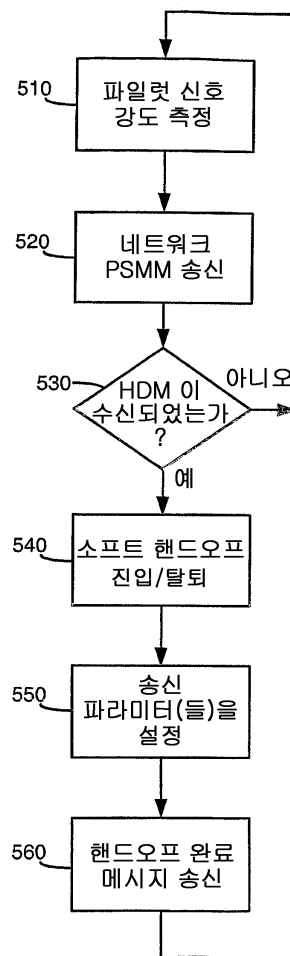 510
파일럿 신호
강도 측정
520
네트워크
PSMM 송신
530
HDM 이
수신되었는가
?
아니오
예
540
소프트 핸드오프
진입/탈퇴
550
송신
파라미터(들)을
설정
560
핸드오프 완료
메시지 송신